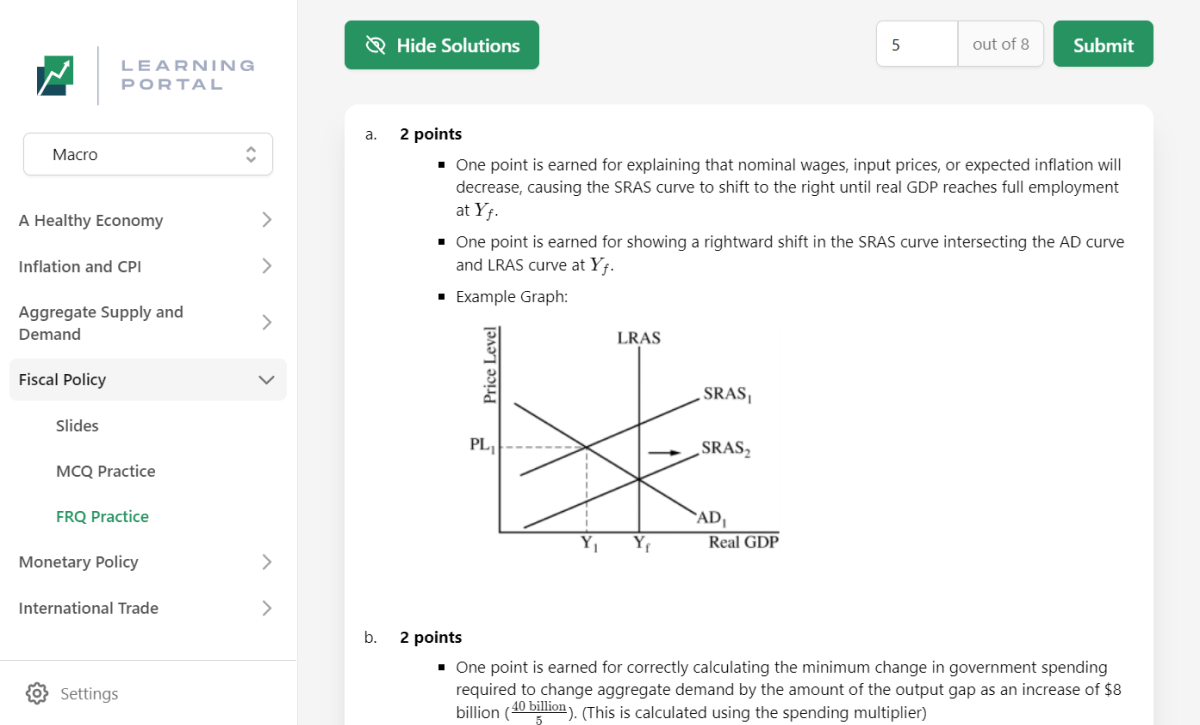 LEARNING
PORTAL
Macro
A Healthy Economy
Inflation and CPI
Aggregate Supply and
Demand
Fiscal Policy
Slides
MCQ Practice
FRQ Practice
Monetary Policy
International Trade
Settings
Hide Solutions
5
out of 8
Submit
a. 2 points
▪ One point is earned for explaining that nominal wages, input prices, or expected inflation will
decrease, causing the SRAS curve to shift to the right until real GDP reaches full employment
at Y_f.
▪ One point is earned for showing a rightward shift in the SRAS curve intersecting the AD curve
and LRAS curve at Y_f.
▪ Example Graph:
Price Level
LRAS
SRAS₁
PL₁
SRAS₂
AD₁
Y₁
Y_f
Real GDP
b. 2 points
▪ One point is earned for correctly calculating the minimum change in government spending
required to change aggregate demand by the amount of the output gap as an increase of $8
billion (40 billion/5). (This is calculated using the spending multiplier)